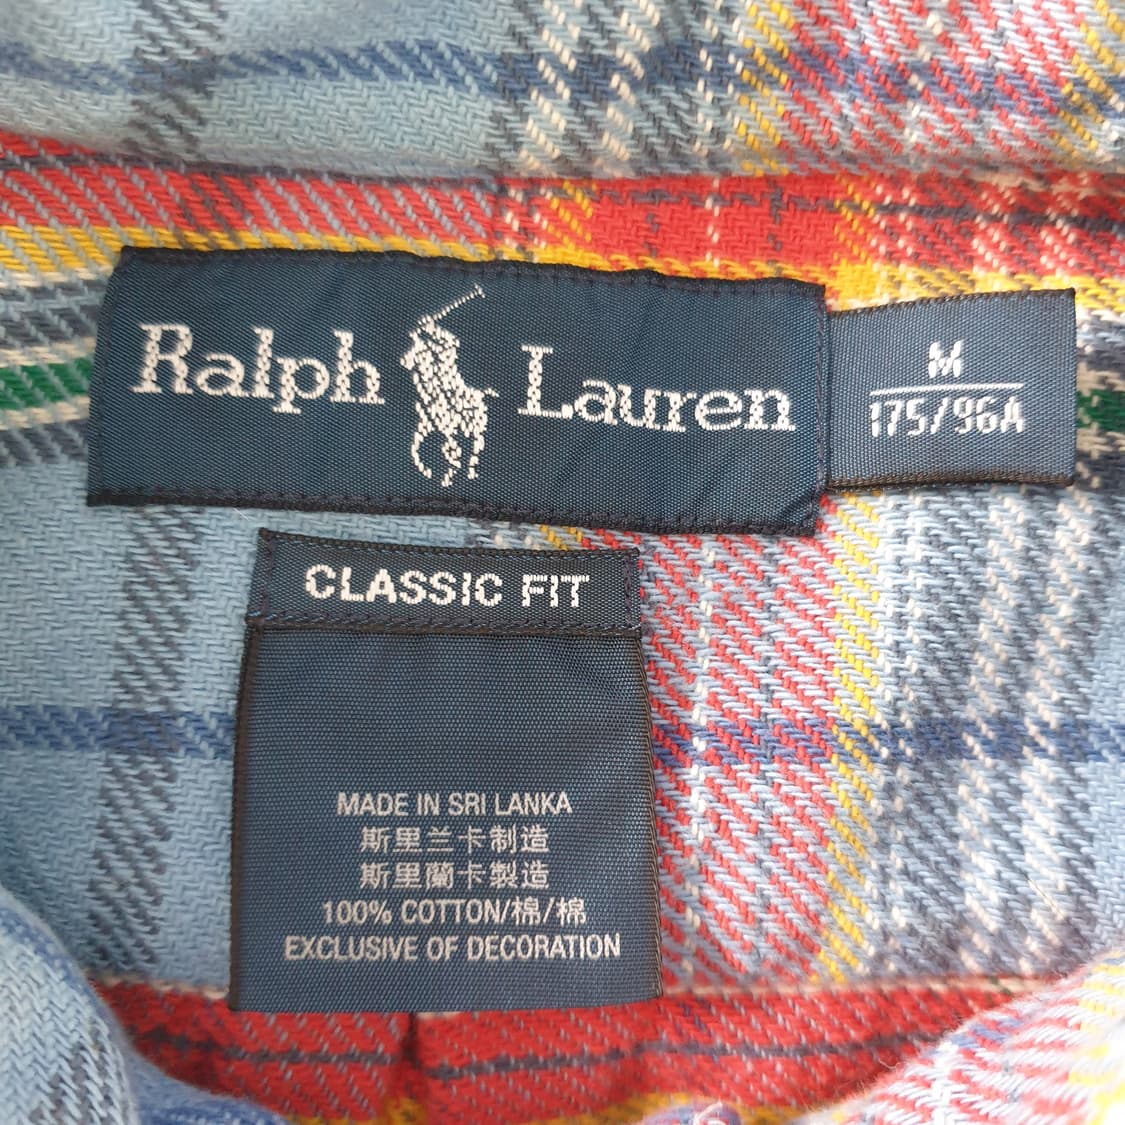 Ralph Lauren
M
175/96A
CLASSIC FIT
MADE IN SRI LANKA
斯里兰卡制造
斯里蘭卡製造
100% COTTON/棉/棉
EXCLUSIVE OF DECORATION